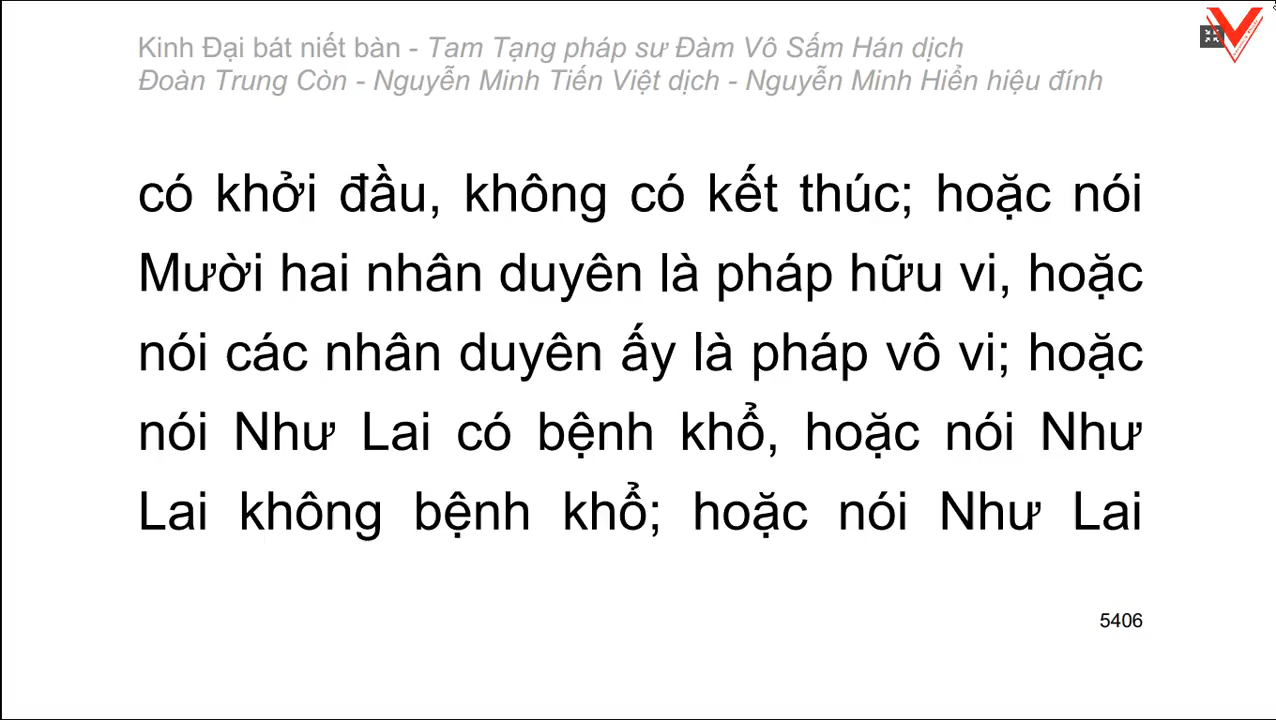 Kinh Đại bát niết bàn - Tam Tạng pháp sư Đàm Vô Sấm Hán dịch
Đoàn Trung Còn - Nguyễn Minh Tiến Việt dịch - Nguyễn Minh Hiển hiệu đính
có khởi đầu, không có kết thúc; hoặc nói
Mười hai nhân duyên là pháp hữu vi, hoặc
nói các nhân duyên ấy là pháp vô vi; hoặc
nói Như Lai có bệnh khổ, hoặc nói Như
Lai không bệnh khổ; hoặc nói Như Lai
5406